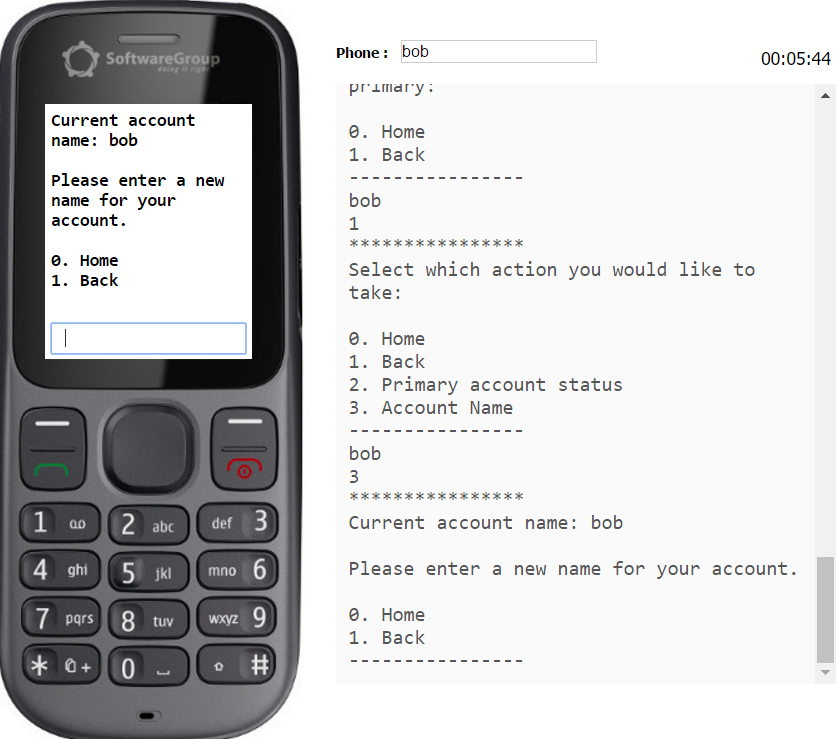 SoftwareGroup
doing it right
Current account
name: bob
Please enter a new
name for your
account.
0. Home
1. Back
1
2 abc
def 3
4 ghi
5 jkl
mno 6
7 pqrs
8 tuv
wxyz 9
* +
0
#
Phone : bob
00:05:44
primary:
0. Home
1. Back
----------------
bob
1
****************
Select which action you would like to
take:
0. Home
1. Back
2. Primary account status
3. Account Name
----------------
bob
3
****************
Current account name: bob
Please enter a new name for your account.
0. Home
1. Back
----------------